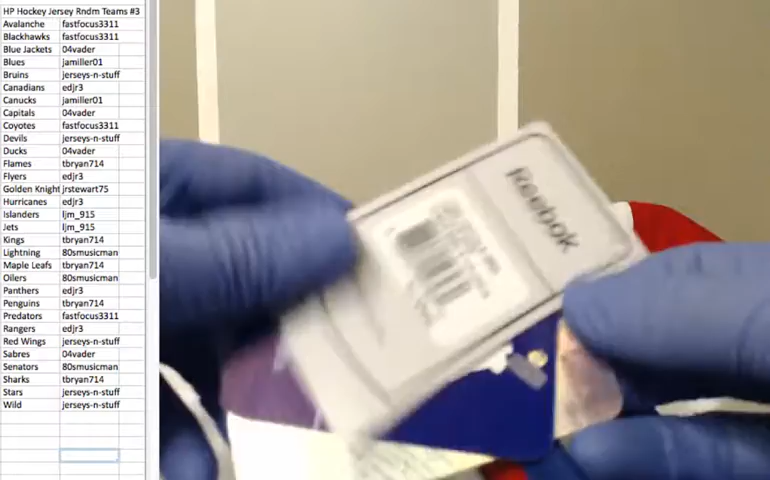 HP Hockey Jersey Rndm Teams #3
Avalanche fastfocus3311
Blackhawks fastfocus3311
Blue Jackets 04vader
Blues jamiller01
Bruins jerseys-n-stuff
Canadians edjr3
Canucks jamiller01
Capitals 04vader
Coyotes fastfocus3311
Devils jerseys-n-stuff
Ducks 04vader
Flames tbryan714
Flyers edjr3
Golden Knight jrstewart75
Hurricanes edjr3
Islanders ljm_915
Jets ljm_915
Kings tbryan714
Lightning 80smusicman
Maple Leafs tbryan714
Oilers 80smusicman
Panthers edjr3
Penguins tbryan714
Predators fastfocus3311
Rangers edjr3
Red Wings jerseys-n-stuff
Sabres 04vader
Senators 80smusicman
Sharks tbryan714
Stars jerseys-n-stuff
Wild jerseys-n-stuff
Reebok